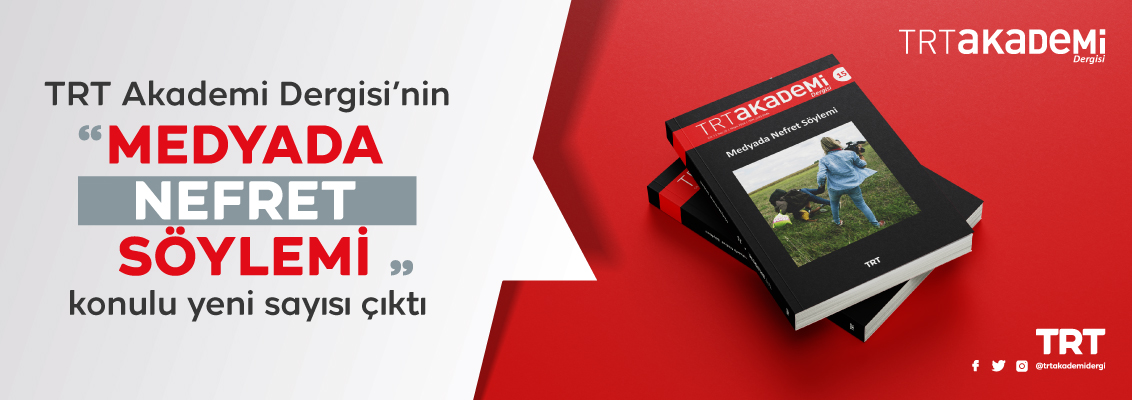 TRT Akademi Dergisi’nin
“MEDYADA
NEFRET
SÖYLEMİ”
konulu yeni sayısı çıktı
TRT aKaDeMi
Dergisi
TRT aKaDeMi
Dergisi
15
Medyada Nefret Söylemi
TRT
TRT
@trtakademidergi